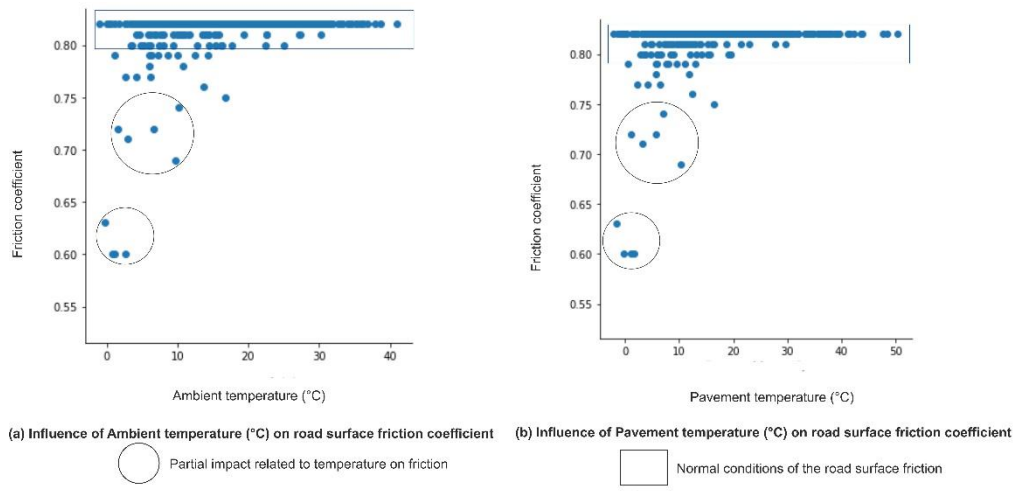 Friction coefficient
0.80
0.75
0.70
0.65
0.60
0.55
0 10 20 30 40
Ambient temperature (°C)
(a) Influence of Ambient temperature (°C) on road surface friction coefficient
Partial impact related to temperature on friction
Friction coefficient
0.80
0.75
0.70
0.65
0.60
0.55
0 10 20 30 40 50
Pavement temperature (°C)
(b) Influence of Pavement temperature (°C) on road surface friction coefficient
Normal conditions of the road surface friction